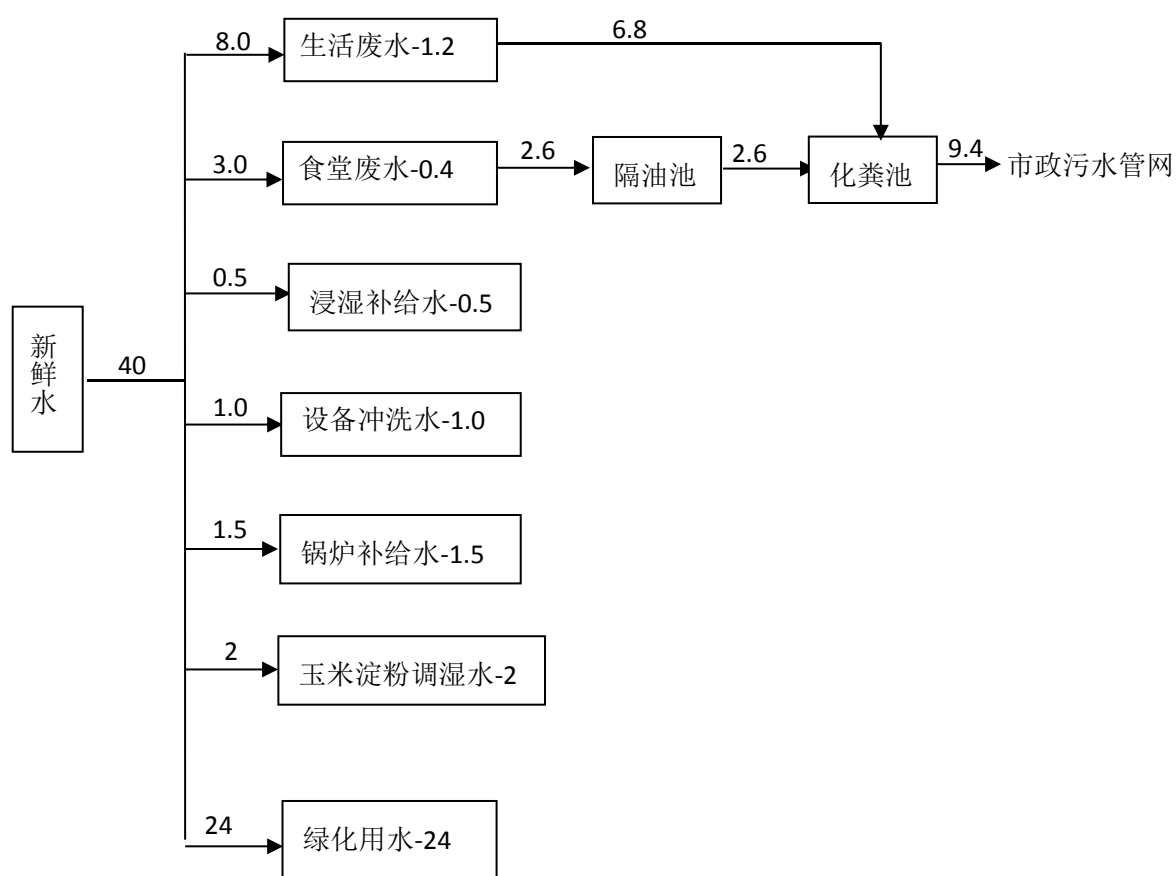 8.0
生活废水-1.2
6.8
3.0
食堂废水-0.4
2.6
隔油池
2.6
化粪池
9.4
市政污水管网
0.5
浸湿补给水-0.5
新鲜水
40
1.0
设备冲洗水-1.0
1.5
锅炉补给水-1.5
2
玉米淀粉调湿水-2
24
绿化用水-24